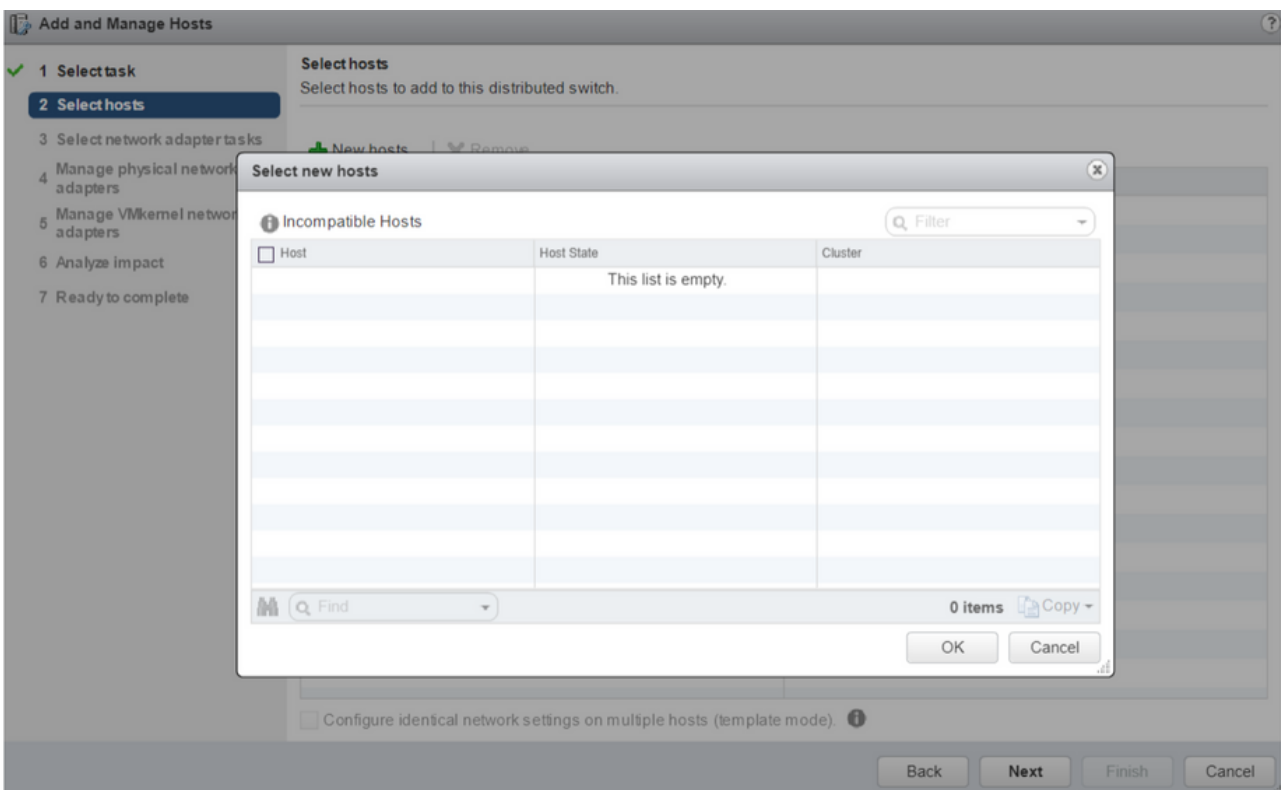 Add and Manage Hosts
?
1 Select task
2 Select hosts
3 Select network adapter tasks
4 Manage physical network
adapters
5 Manage VMkernel networ
adapters
6 Analyze impact
7 Ready to complete
Select hosts
Select hosts to add to this distributed switch.
New hosts
Remove
Select new hosts
Incompatible Hosts
Filter
Host
Host State
Cluster
This list is empty.
Find
0 items
Copy
OK
Cancel
Configure identical network settings on multiple hosts (template mode).
Back
Next
Finish
Cancel